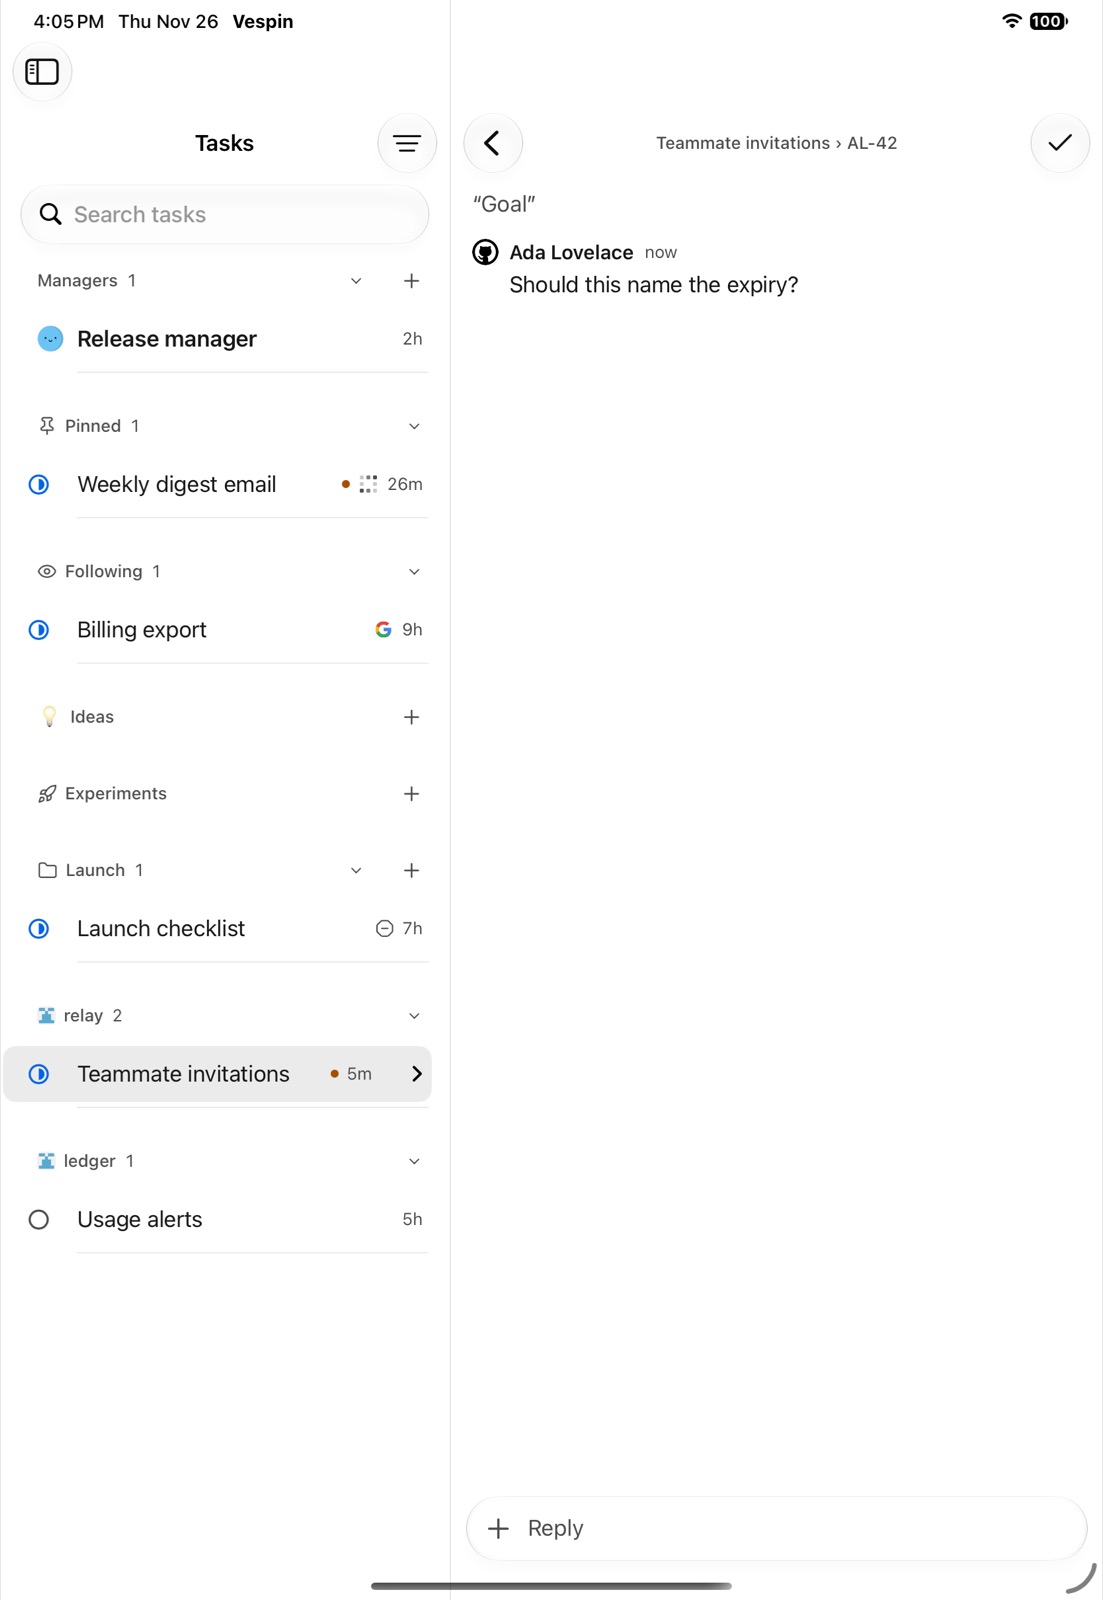 4:05 PM Thu Nov 26 Vespin
100
Tasks
Search tasks
Managers 1
Release manager 2h
Pinned 1
Weekly digest email 26m
Following 1
Billing export 9h
Ideas
Experiments
Launch 1
Launch checklist 7h
relay 2
Teammate invitations 5m
ledger 1
Usage alerts 5h
Teammate invitations › AL-42
“Goal”
Ada Lovelace now
Should this name the expiry?
Reply